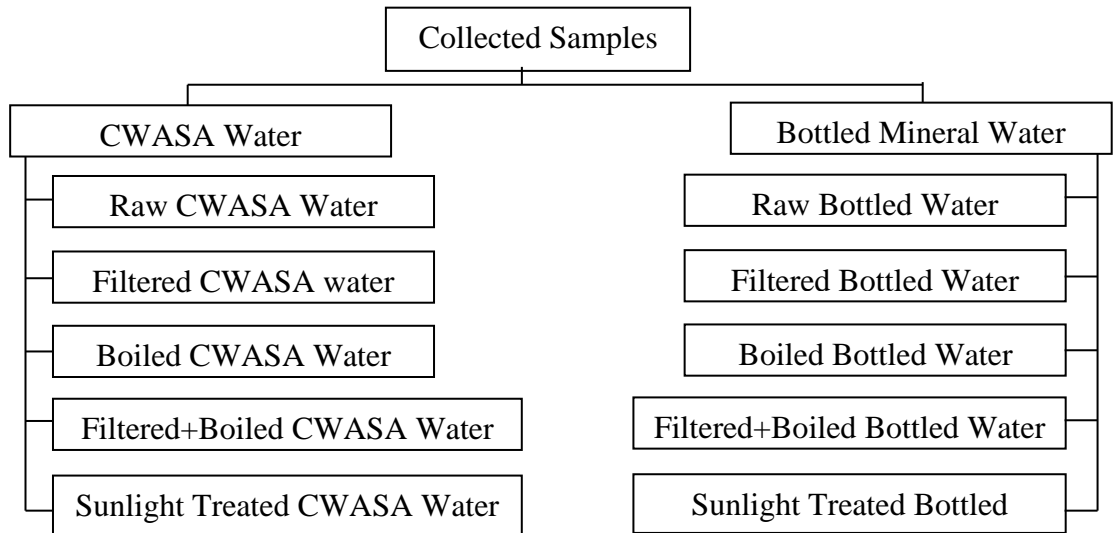 Collected Samples
CWASA Water
Raw CWASA Water
Filtered CWASA water
Boiled CWASA Water
Filtered+Boiled CWASA Water
Sunlight Treated CWASA Water
Bottled Mineral Water
Raw Bottled Water
Filtered Bottled Water
Boiled Bottled Water
Filtered+Boiled Bottled Water
Sunlight Treated Bottled